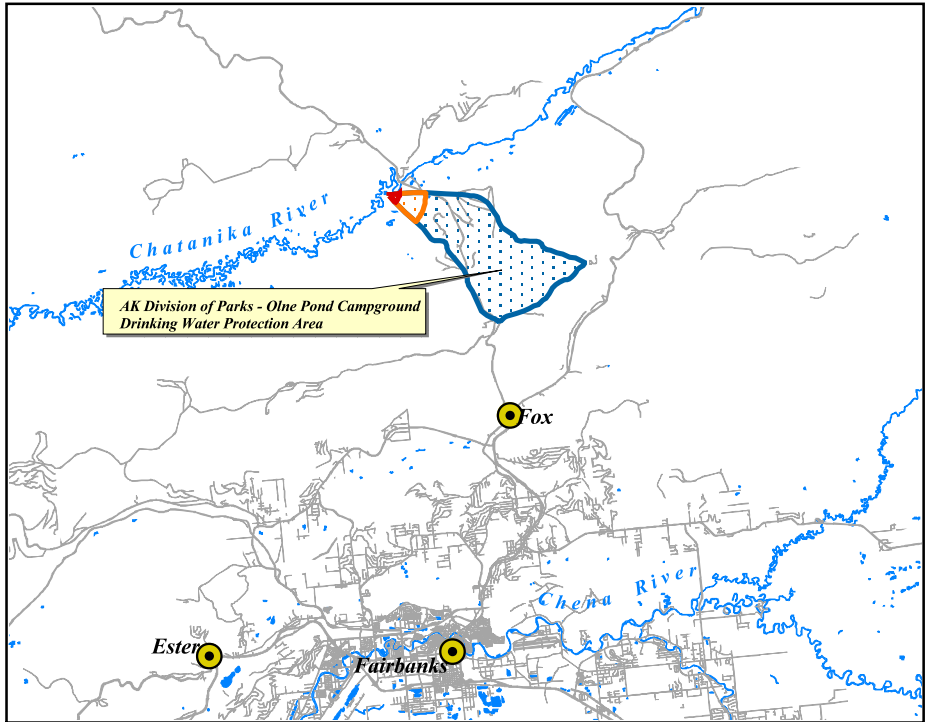 Chatanika River
AK Division of Parks - Olne Pond Campground
Drinking Water Protection Area
Fox
Chena River
Ester
Fairbanks